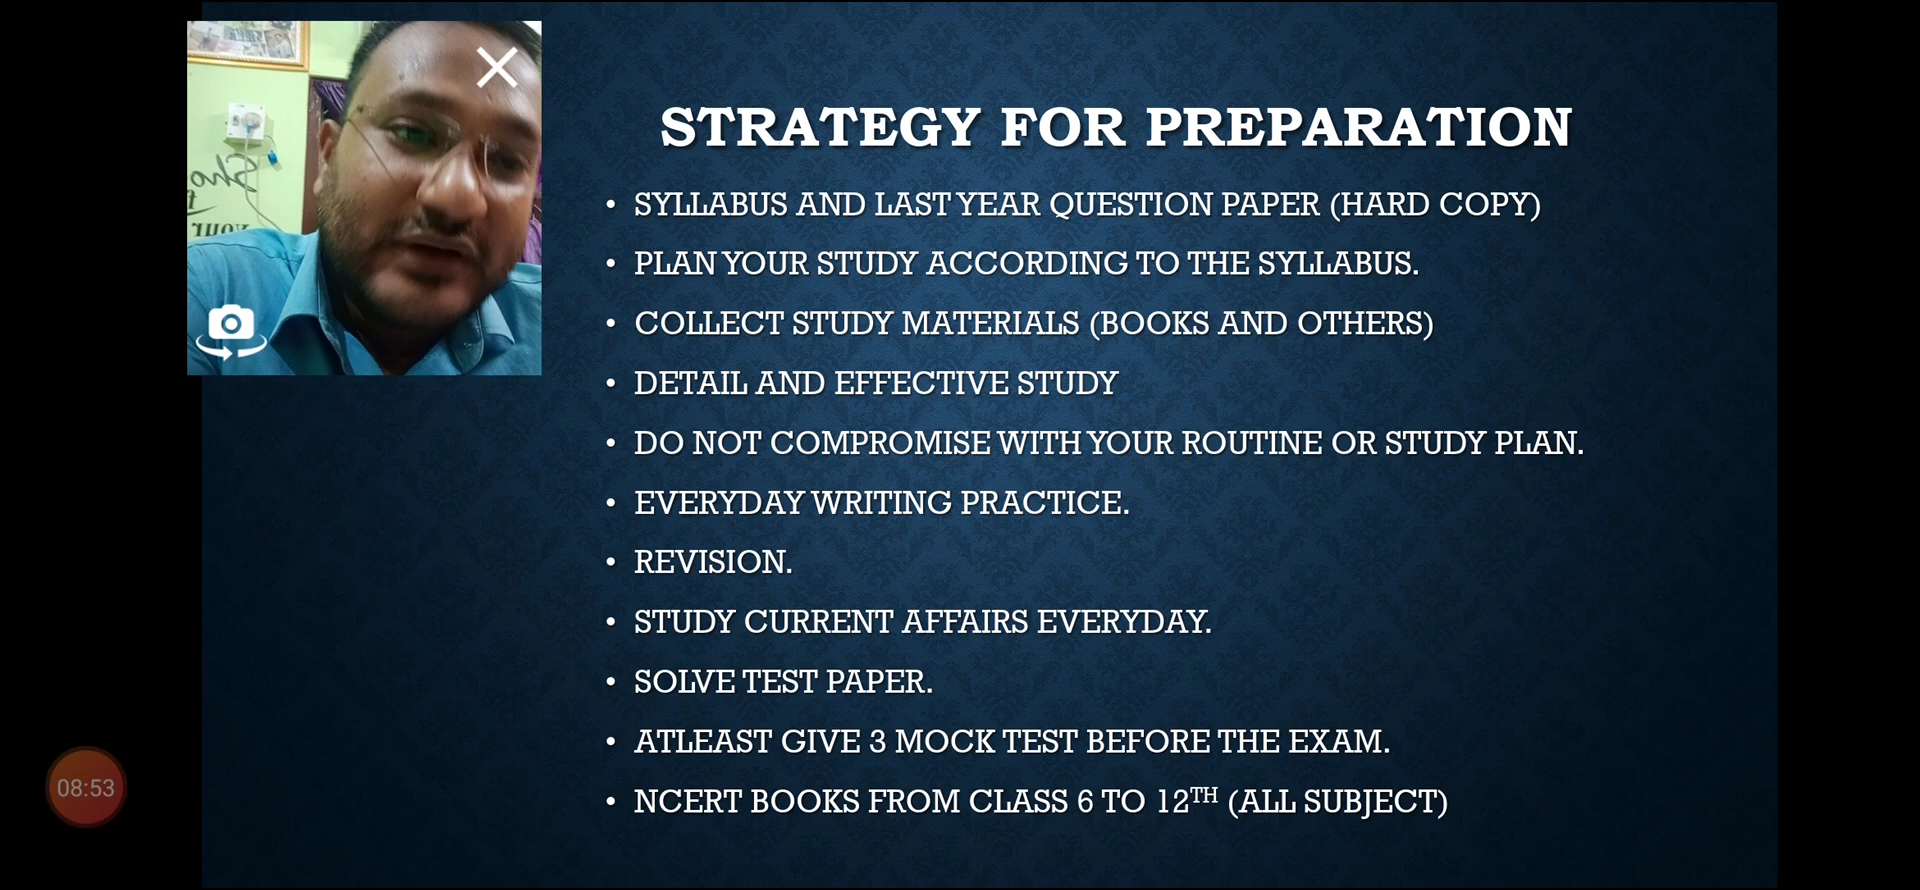 STRATEGY FOR PREPARATION
• SYLLABUS AND LAST YEAR QUESTION PAPER (HARD COPY)
• PLAN YOUR STUDY ACCORDING TO THE SYLLABUS.
• COLLECT STUDY MATERIALS (BOOKS AND OTHERS)
• DETAIL AND EFFECTIVE STUDY
• DO NOT COMPROMISE WITH YOUR ROUTINE OR STUDY PLAN.
• EVERYDAY WRITING PRACTICE.
• REVISION.
• STUDY CURRENT AFFAIRS EVERYDAY.
• SOLVE TEST PAPER.
• ATLEAST GIVE 3 MOCK TEST BEFORE THE EXAM.
• NCERT BOOKS FROM CLASS 6 TO 12TH (ALL SUBJECT)
your
08:53